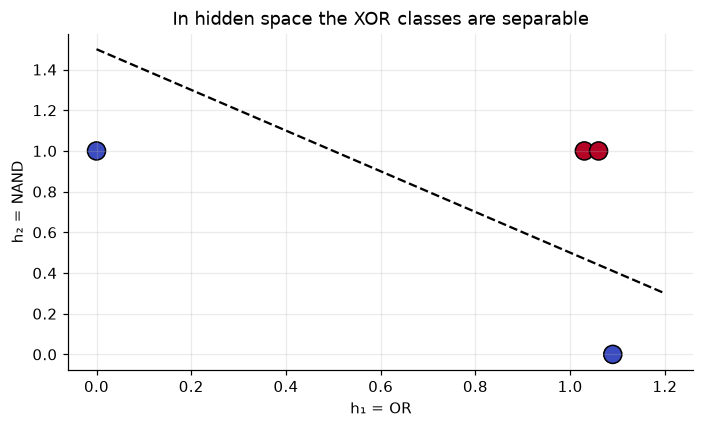 In hidden space the XOR classes are separable
h₂ = NAND
1.4
1.2
1.0
0.8
0.6
0.4
0.2
0.0
0.0 0.2 0.4 0.6 0.8 1.0 1.2
h₁ = OR